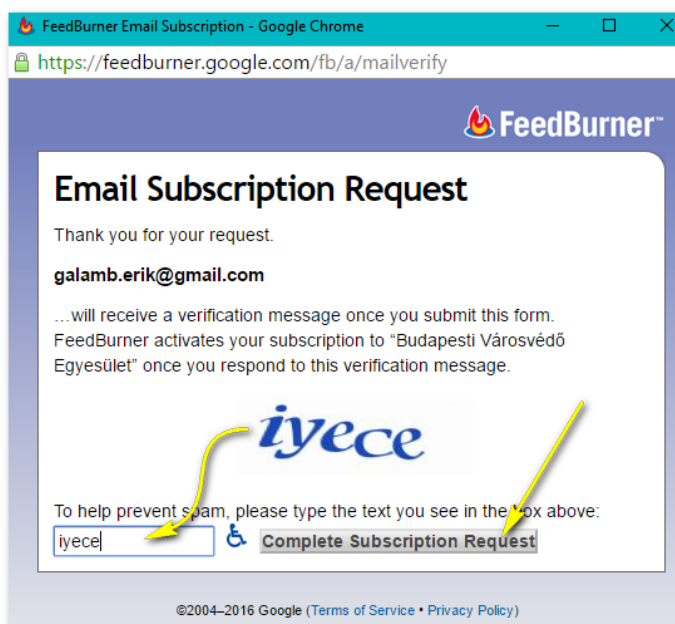 FeedBurner Email Subscription - Google Chrome
https://feedburner.google.com/fb/a/mailverify
FeedBurner™
Email Subscription Request
Thank you for your request.
galamb.erik@gmail.com
…will receive a verification message once you submit this form.
FeedBurner activates your subscription to “Budapesti Városvédő
Egyesület” once you respond to this verification message.
iyece
To help prevent spam, please type the text you see in the box above:
iyece Complete Subscription Request
©2004–2016 Google (Terms of Service • Privacy Policy)